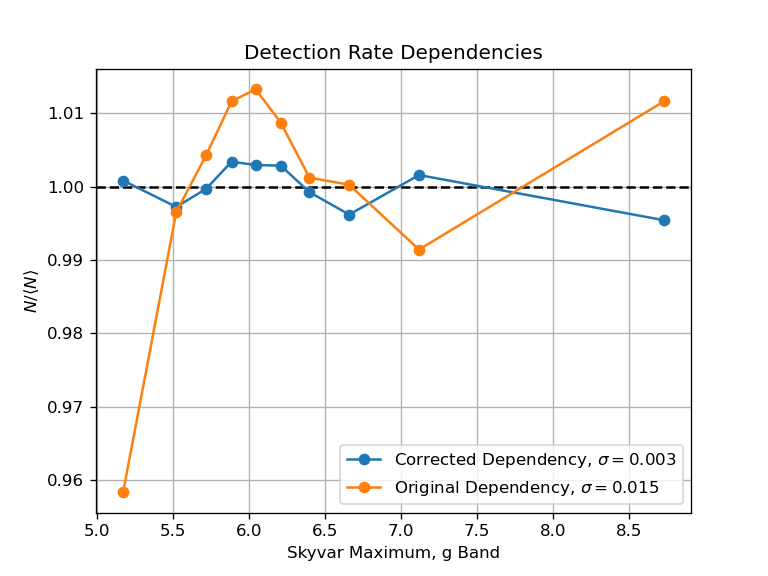 Detection Rate Dependencies
1.01
1.00
0.99
0.98
0.97
0.96
N/⟨N⟩
Corrected Dependency, σ = 0.003
Original Dependency, σ = 0.015
5.0 5.5 6.0 6.5 7.0 7.5 8.0 8.5
Skyvar Maximum, g Band